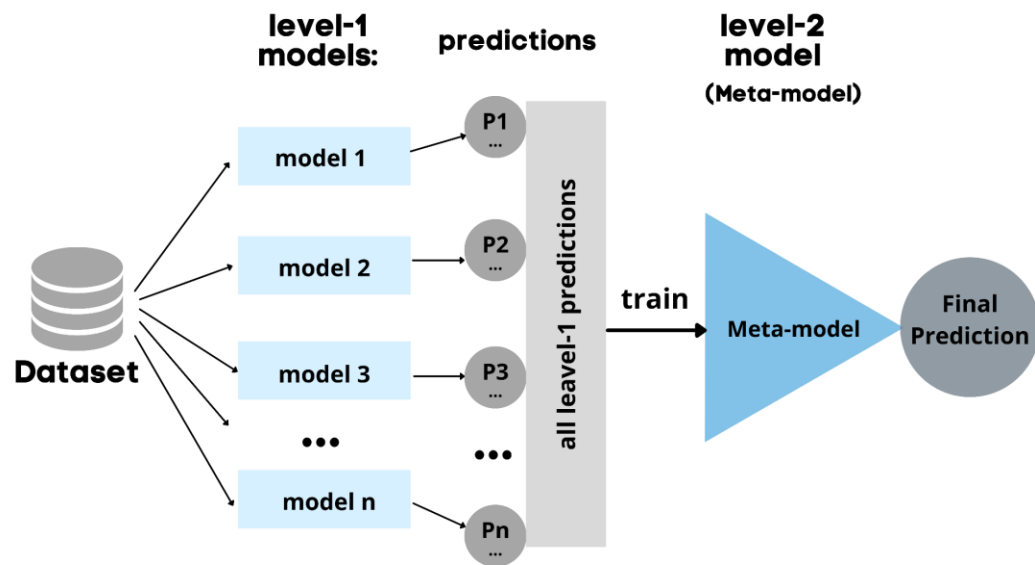 level-1
models:
predictions
level-2
model
(Meta-model)
Dataset
model 1
model 2
model 3
...
model n
P1
...
P2
...
P3
...
...
Pn
...
all leavel-1 predictions
train
Meta-model
Final
Prediction